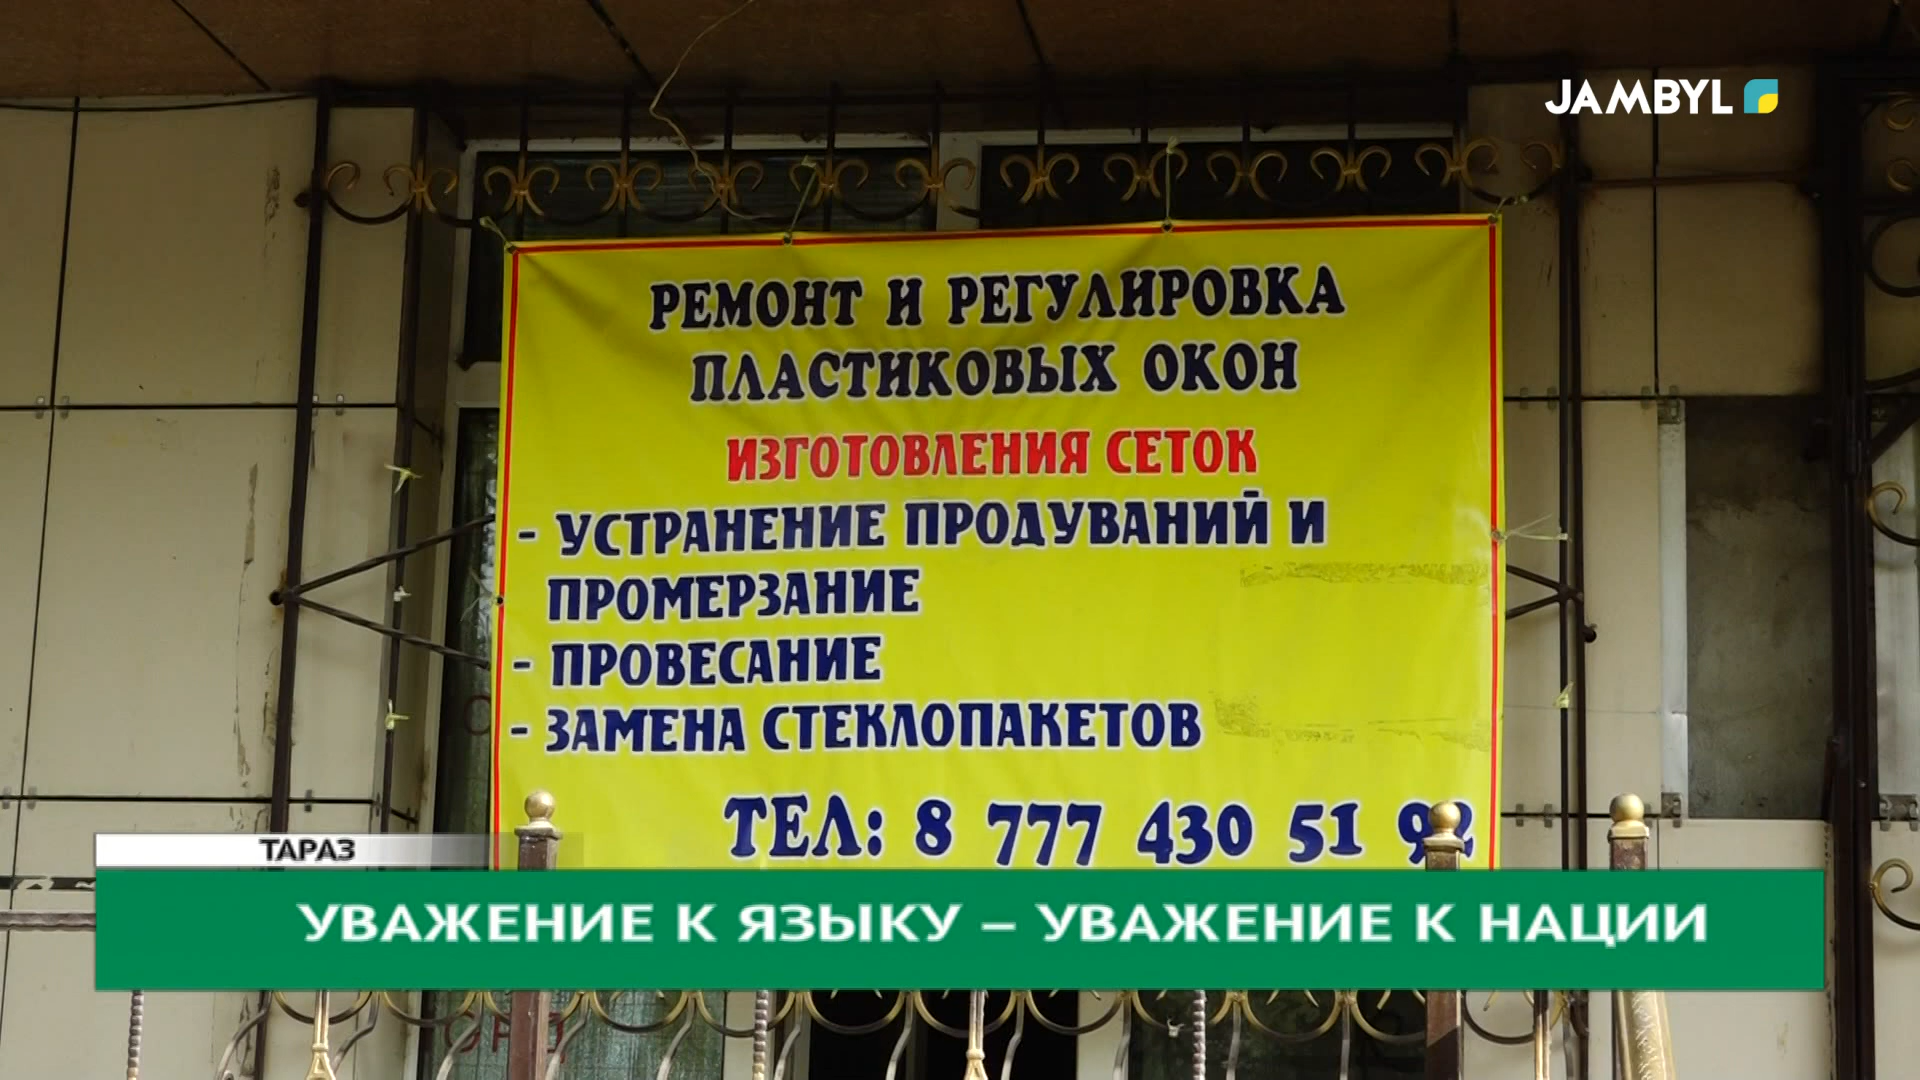 JAMBYL
РЕМОНТ И РЕГУЛИРОВКА
ПЛАСТИКОВЫХ ОКОН
ИЗГОТОВЛЕНИЯ СЕТОК
- УСТРАНЕНИЕ ПРОДУВАНИЙ И
ПРОМЕРЗАНИЕ
- ПРОВЕСАНИЕ
- ЗАМЕНА СТЕКЛОПАКЕТОВ
ТЕЛ: 8 777 430 51 92
ТАРАЗ
УВАЖЕНИЕ К ЯЗЫКУ – УВАЖЕНИЕ К НАЦИИ